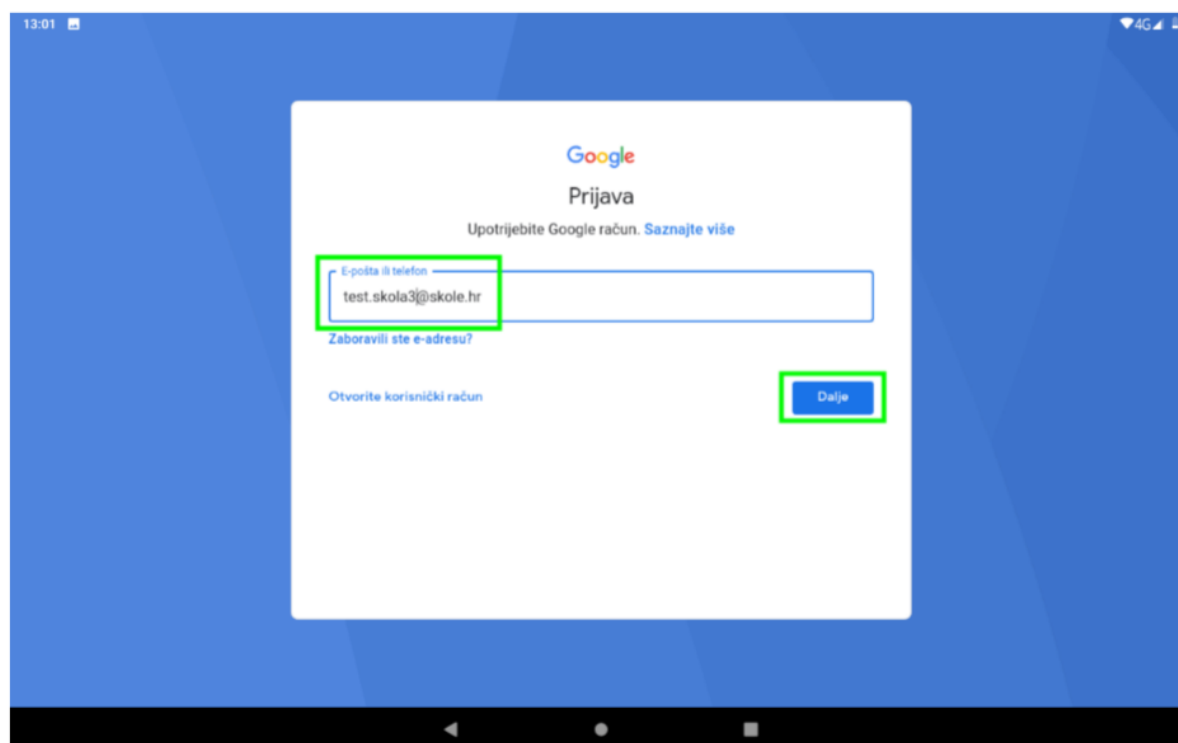 13:01
4G
Google
Prijava
Upotrijebite Google račun. Saznajte više
E-pošta ili telefon
test.skola3@skole.hr
Zaboravili ste e-adresu?
Otvorite korisnički račun
Dalje